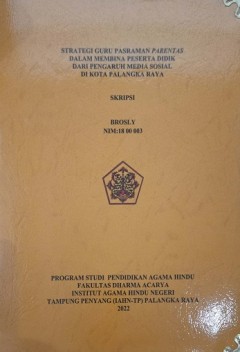 STRATEGI GURU PASRAMAN PARENTAS
DALAM MEMBINA PESERTA DIDIK
DARI PENGARUH MEDIA SOSIAL
DI KOTA PALANGKA RAYA
SKRIPSI
BROSLY
NIM:18 00 003
PROGRAM STUDI PENDIDIKAN AGAMA HINDU
FAKULTAS DHARMA ACARYA
INSTITUT AGAMA HINDU NEGERI
TAMPUNG PENYANG (IAHN-TP) PALANGKA RAYA
2022